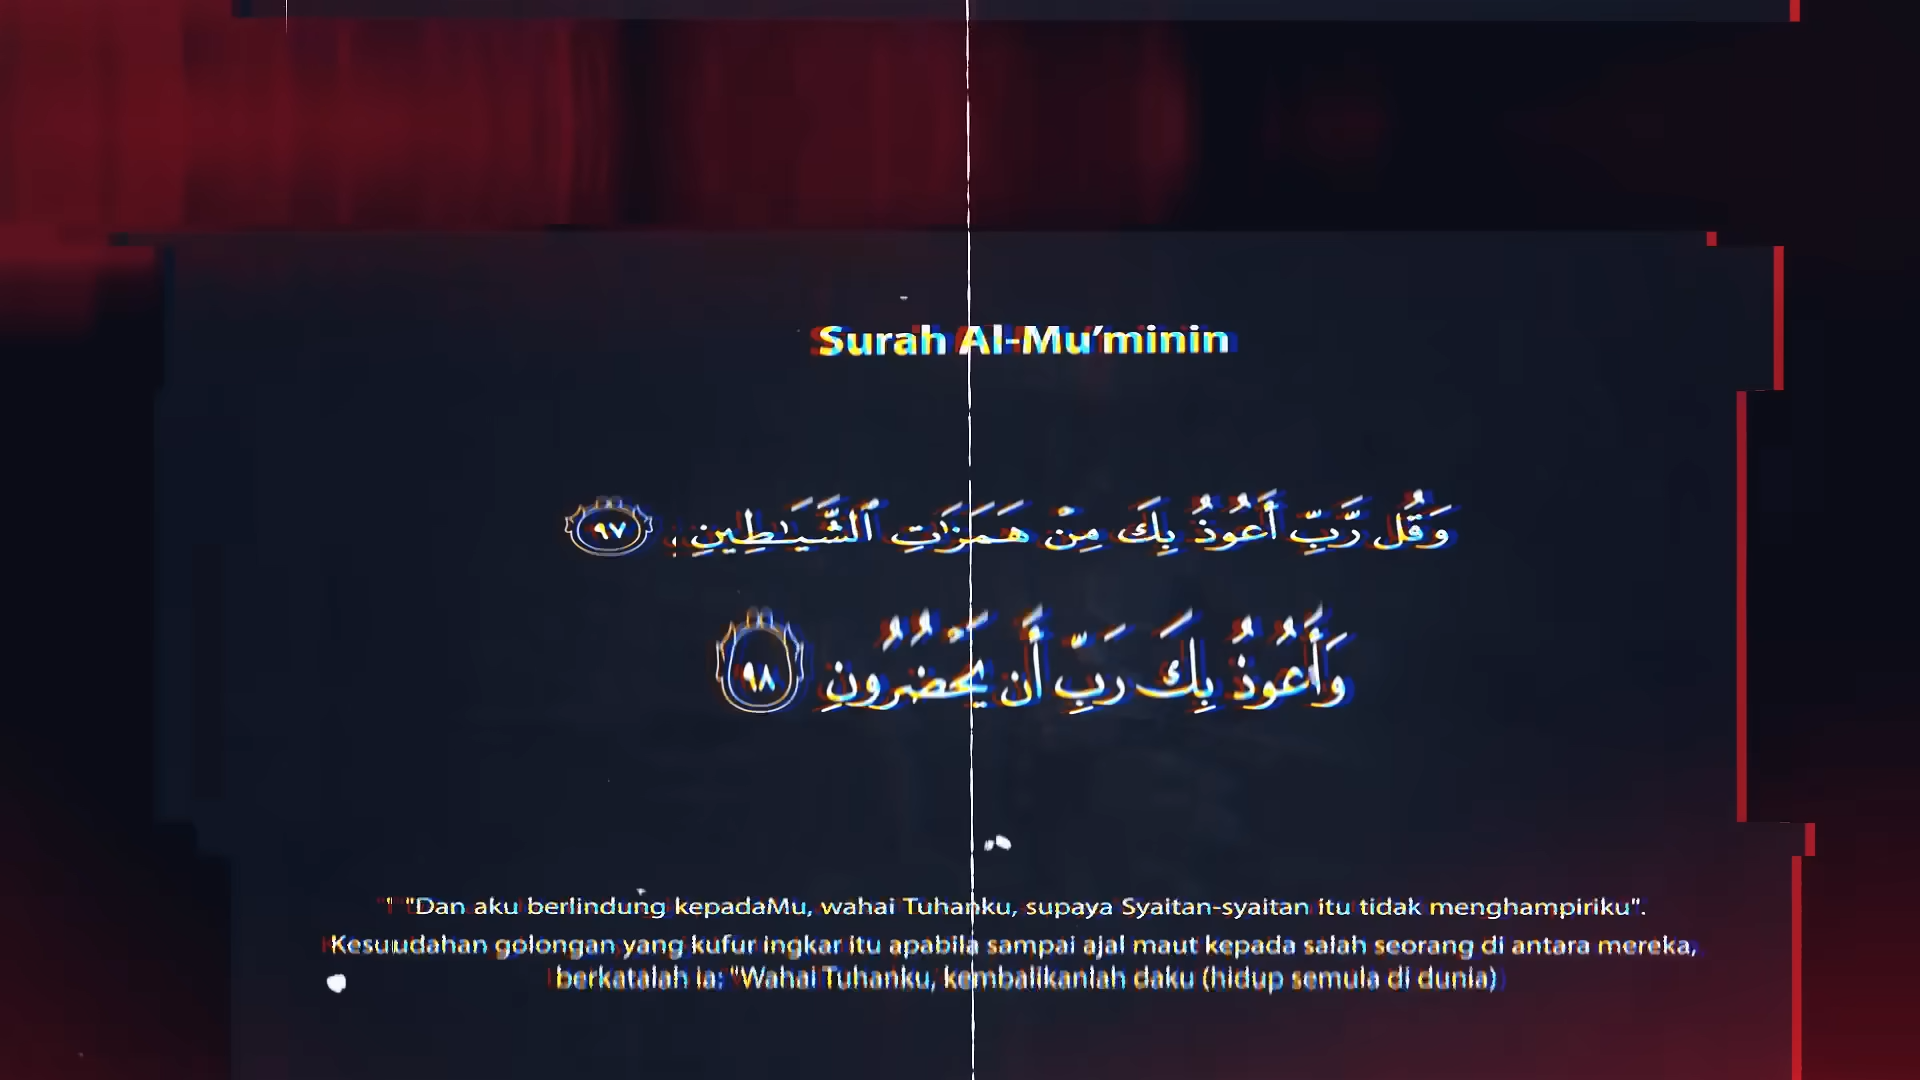 Surah Al-Mu'minin
وَقُل رَّبِّ أَعُوذُ بِكَ مِنْ هَمَزَٰتِ ٱلشَّيَـٰطِينِ ٩٧
وَأَعُوذُ بِكَ رَبِّ أَن يَحْضُرُونِ ٩٨
"Dan aku berlindung kepadaMu, wahai Tuhanku, supaya Syaitan-syaitan itu tidak menghampiriku".
Kesuudahan golongan yang kufur ingkar itu apabila sampai ajal maut kepada salah seorang di antara mereka,
berkatalah ia: "Wahai Tuhanku, kembalikanlah daku (hidup semula di dunia)